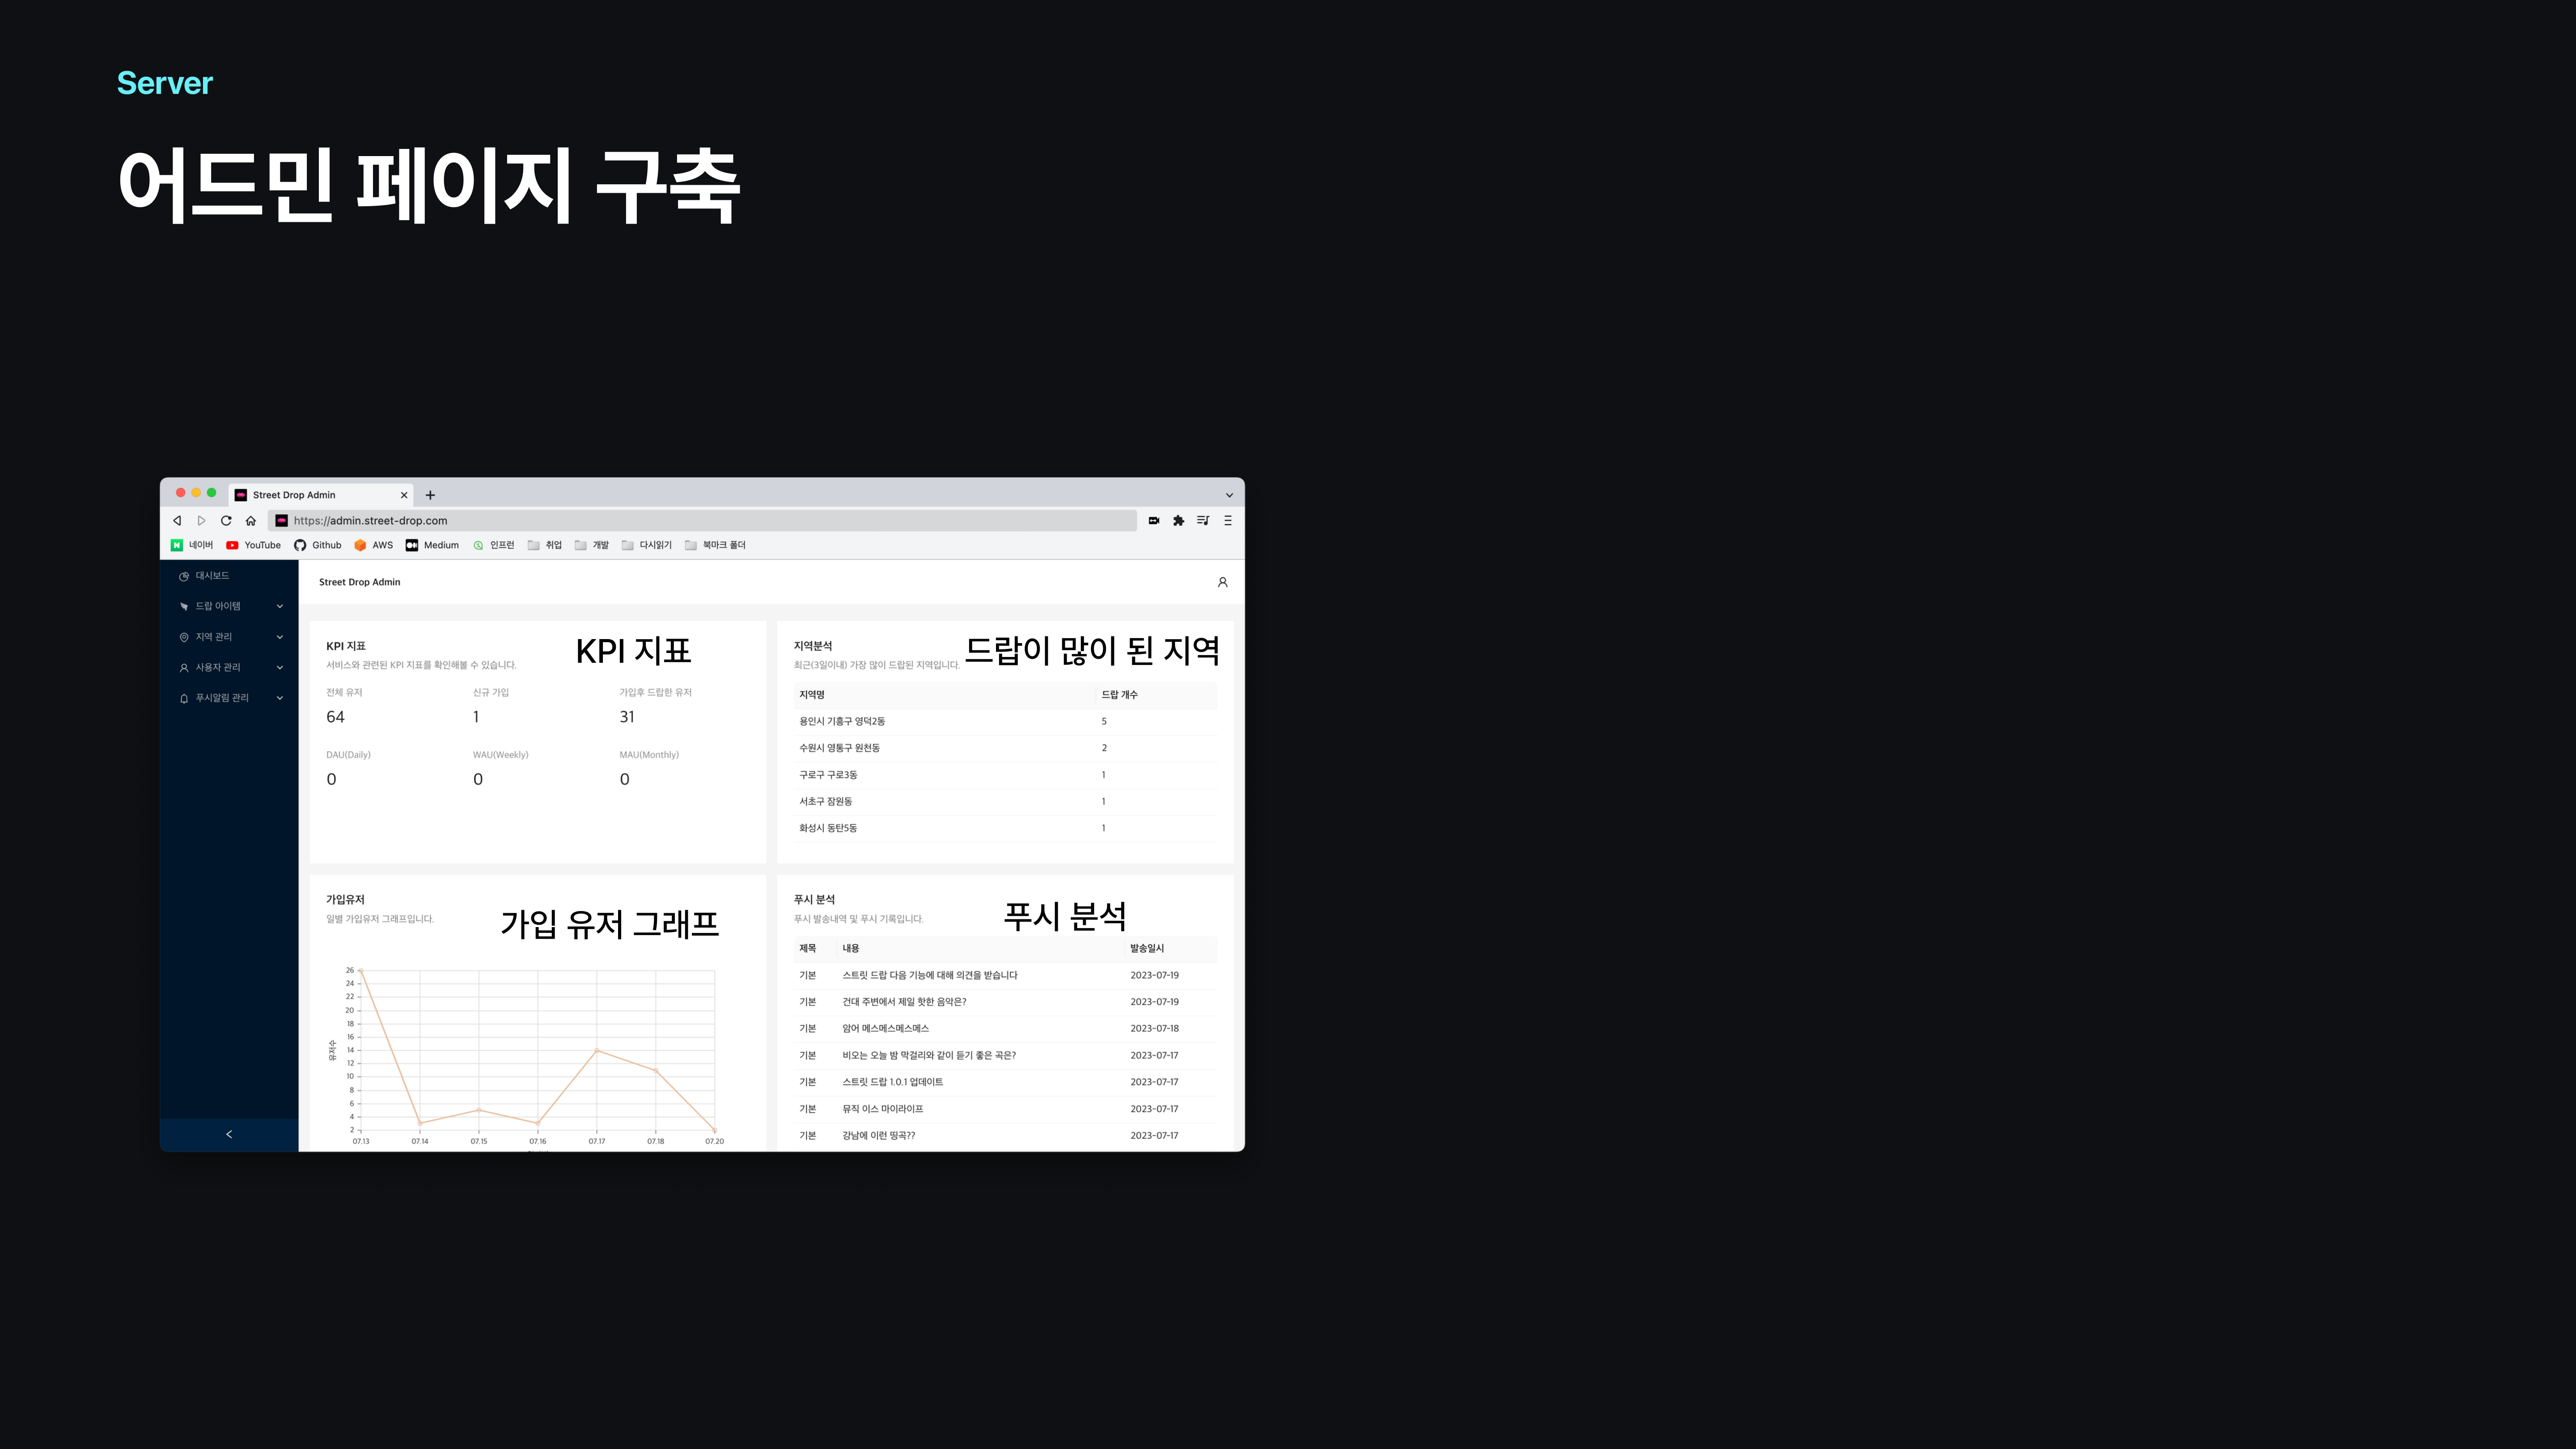 Server
어드민 페이지 구축
Street Drop Admin
https://admin.street-drop.com
네이버 YouTube Github AWS Medium 인프런 취업 개발 다시읽기 북마크 폴더
대시보드
드랍 아이템
지역 관리
사용자 관리
푸시알림 관리
Street Drop Admin
KPI 지표
KPI 지표
서비스와 관련된 KPI 지표를 확인해볼 수 있습니다.
전체 유저 신규 가입 가입후 드랍한 유저
64 1 31
DAU(Daily) WAU(Weekly) MAU(Monthly)
0 0 0
지역분석
드랍이 많이 된 지역
최근(3일이내) 가장 많이 드랍된 지역입니다.
지역명 드랍 개수
용인시 기흥구 영덕2동 5
수원시 영통구 원천동 2
구로구 구로3동 1
서초구 잠원동 1
화성시 동탄5동 1
가입유저
일별 가입유저 그래프입니다.
가입 유저 그래프
26
24
22
20
18
16
14
12
10
8
6
4
2
유저수
07.13 07.14 07.15 07.16 07.17 07.18 07.20
푸시 분석
푸시 분석
푸시 발송내역 및 푸시 기록입니다.
제목 내용 발송일시
기본 스트릿 드랍 다음 기능에 대해 의견을 받습니다 2023-07-19
기본 건대 주변에서 제일 핫한 음악은? 2023-07-19
기본 암어 메스메스메스메스 2023-07-18
기본 비오는 오늘 밤 막걸리와 같이 듣기 좋은 곡은? 2023-07-17
기본 스트릿 드랍 1.0.1 업데이트 2023-07-17
기본 뮤직 이스 마이라이프 2023-07-17
기본 강남에 이런 띵곡?? 2023-07-17